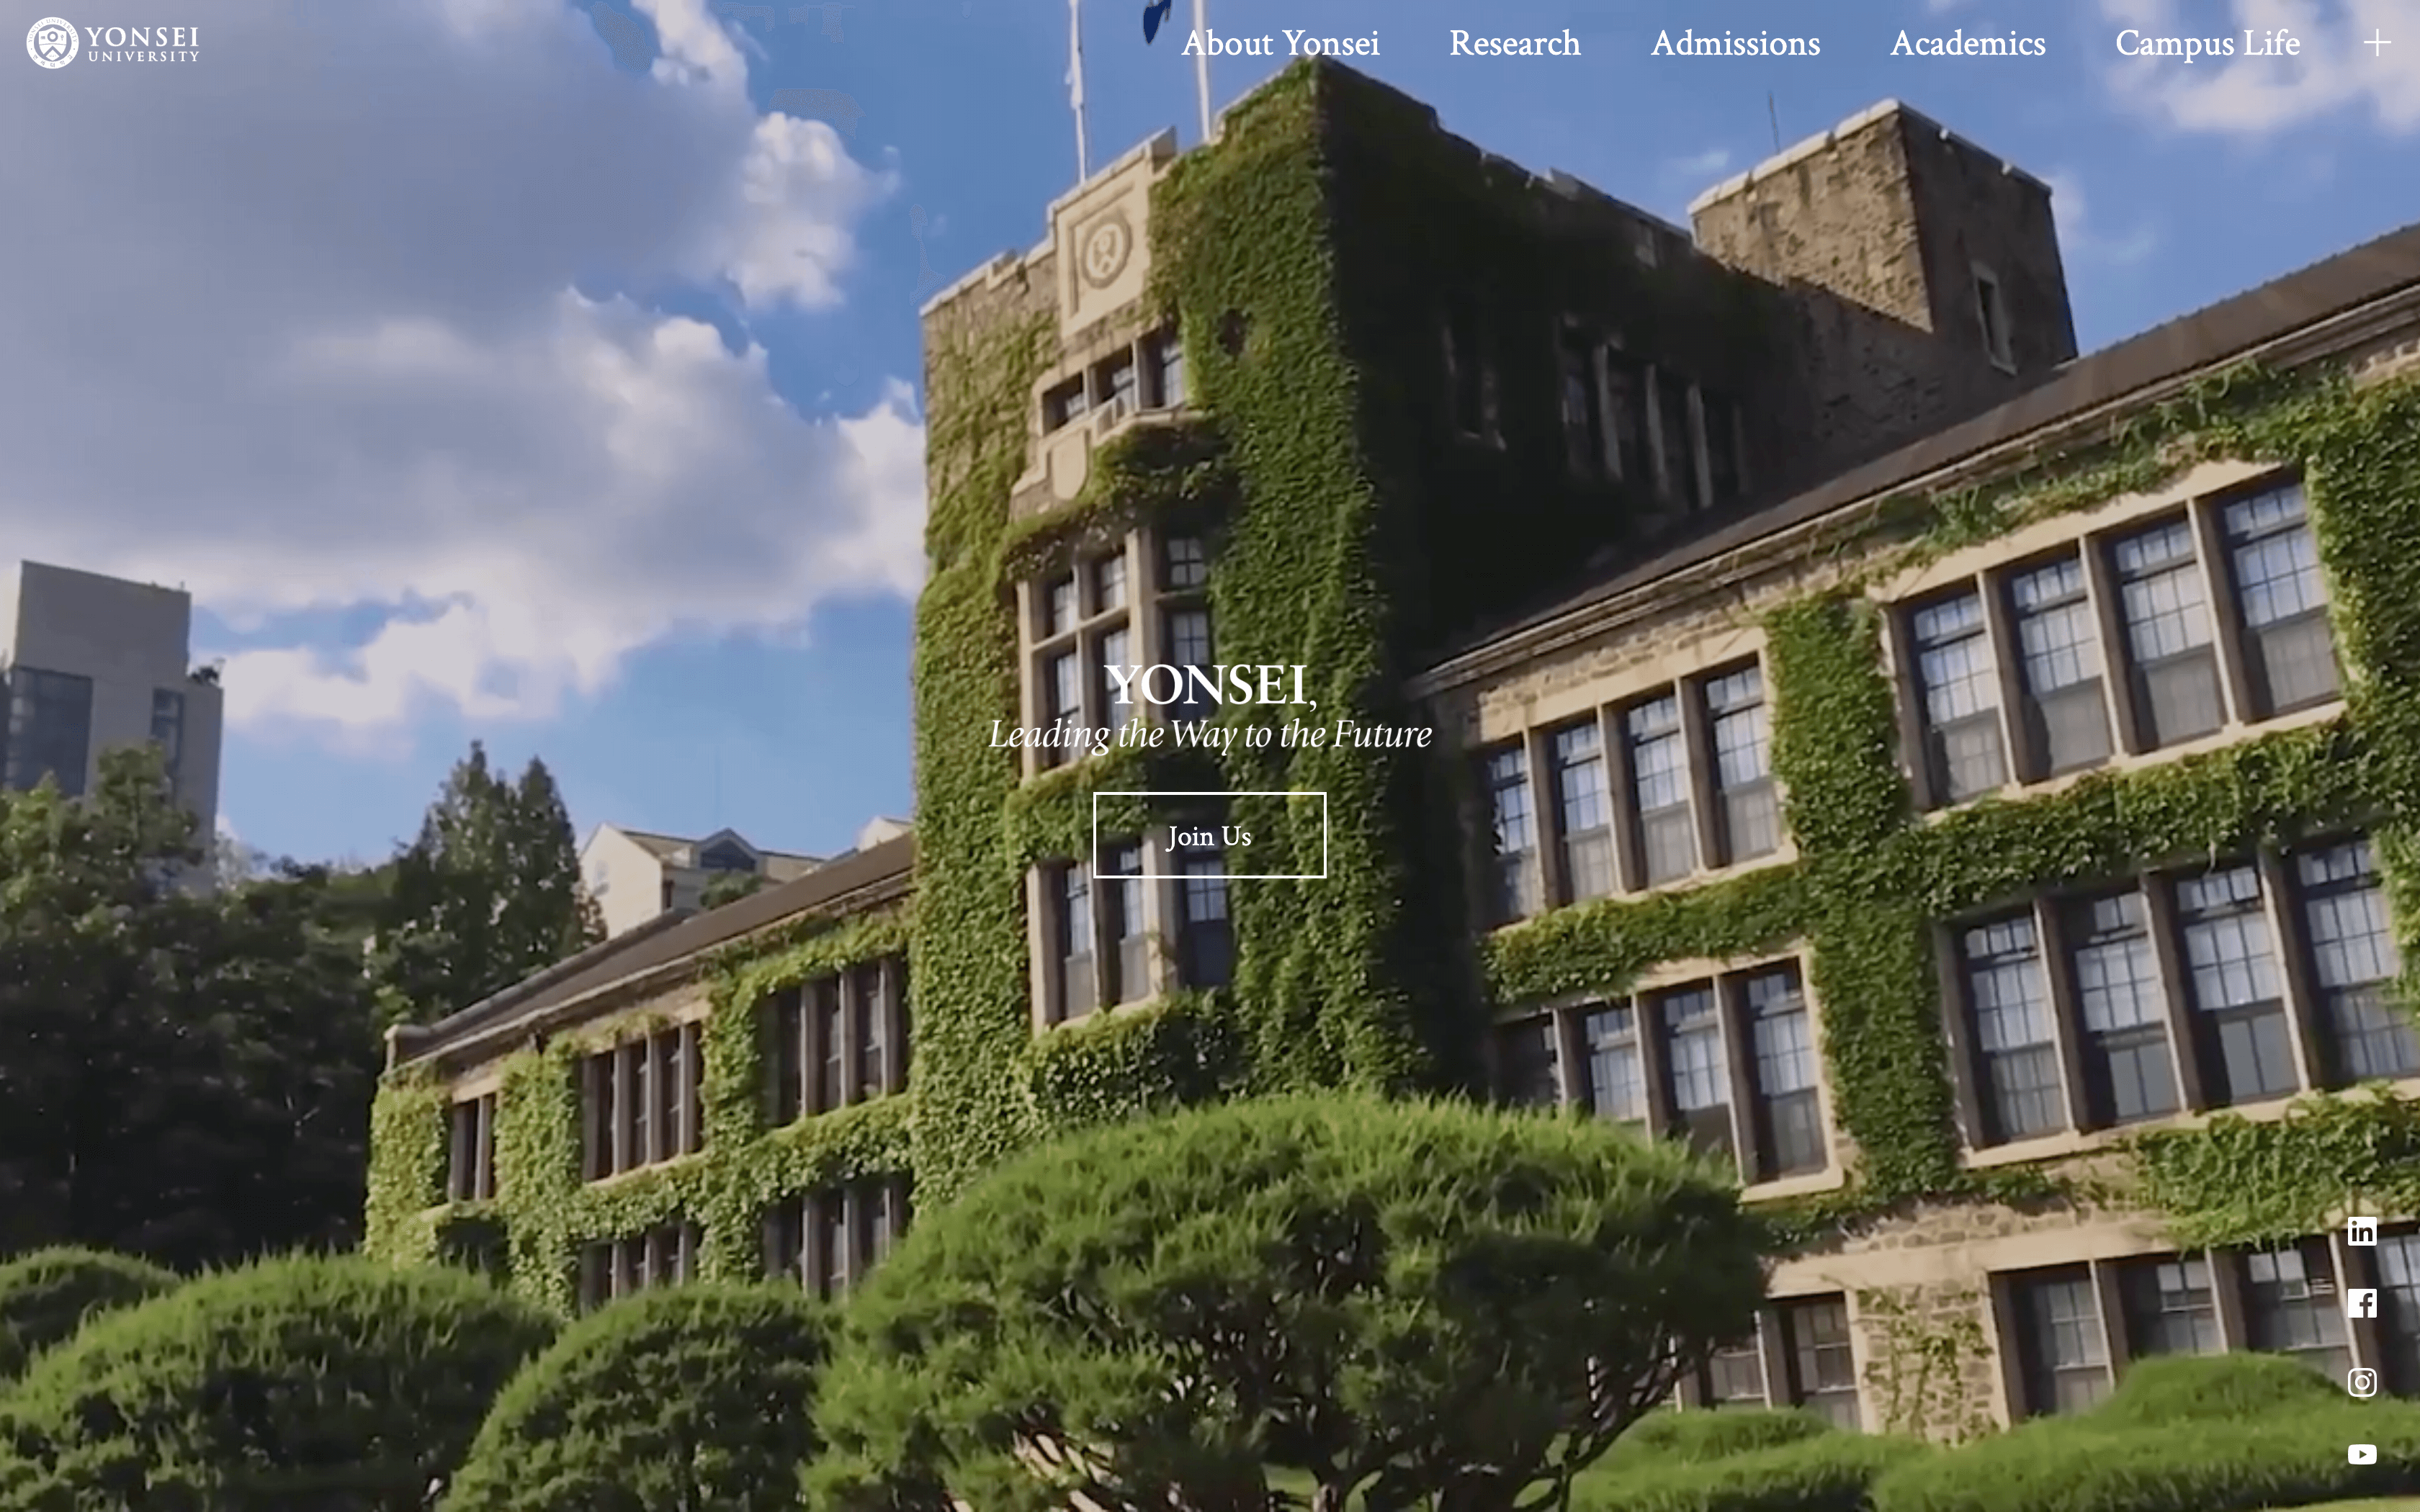 YONSEI
UNIVERSITY
About Yonsei
Research
Admissions
Academics
Campus Life
YONSEI,
Leading the Way to the Future
Join Us